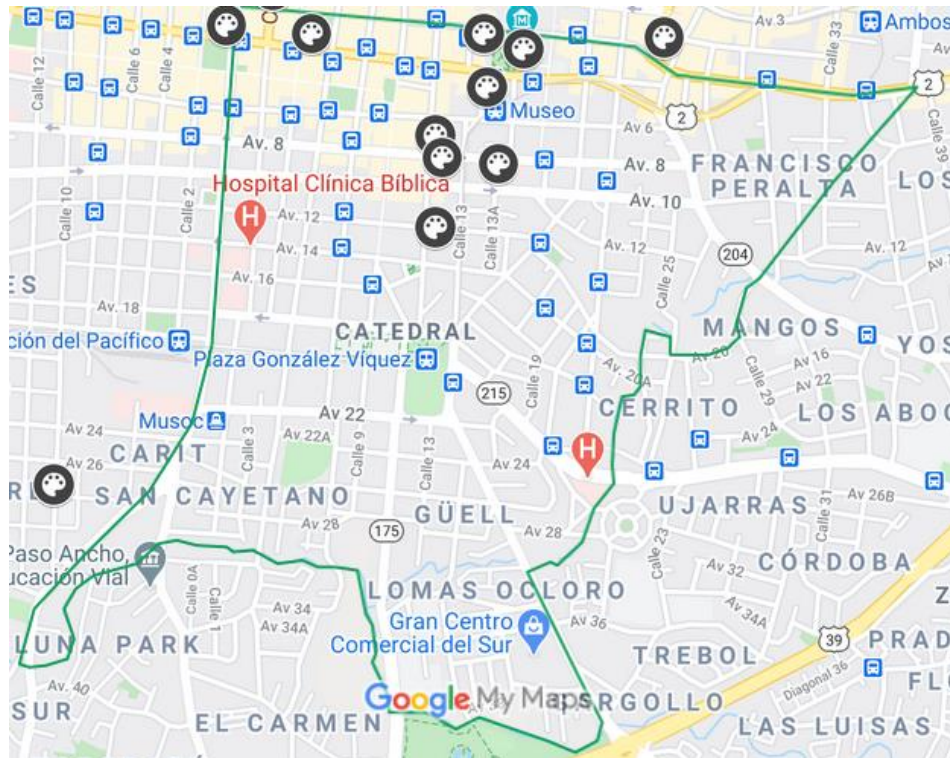 Av. 3
Calle 33
Ambos
Calle 12
Calle 6
Calle 4
M
2
Museo
2
Av 6
Calle 39
Av. 8
Av. 8
FRANCISCO
PERALTA
LOS
Hospital Clínica Bíblica
Calle 10
Calle 2
H
Av. 10
Av. 12
Calle 13
Calle 13A
Av. 14
Av. 12
Av. 12
Calle 25
204
ES
Av. 16
Av. 18
CATEDRAL
MANGOS
YOS
ción del Pacífico
Plaza González Víquez
Av 20
Av 16
Calle 19
Av. 20A
Calle 29
Av 22
215
Musoc
Av 22
CERRITO
LOS ABO
Av 24
Calle 3
Av 22A
Calle 9
Calle 13
Av 24
CARIT
H
Av 26
Av 24
SAN CAYETANO
UJARRAS
Calle 31
Av 26B
GÜELL
Av 28
175
Av 28
Calle 23
Paso Ancho,
ucación Vial
CÓRDOBA
Av 32
Calle 0A
Calle 1
LOMAS OCLORO
Z
Av 34
Av 34A
Gran Centro
Comercial del Sur
Av 36
Av 34A
LUNA PARK
39
PRAD
TREBOL
Av. 40
Diagonal 36
FL
Google My Maps
RGOLLO
SUR
EL CARMEN
LAS LUISAS